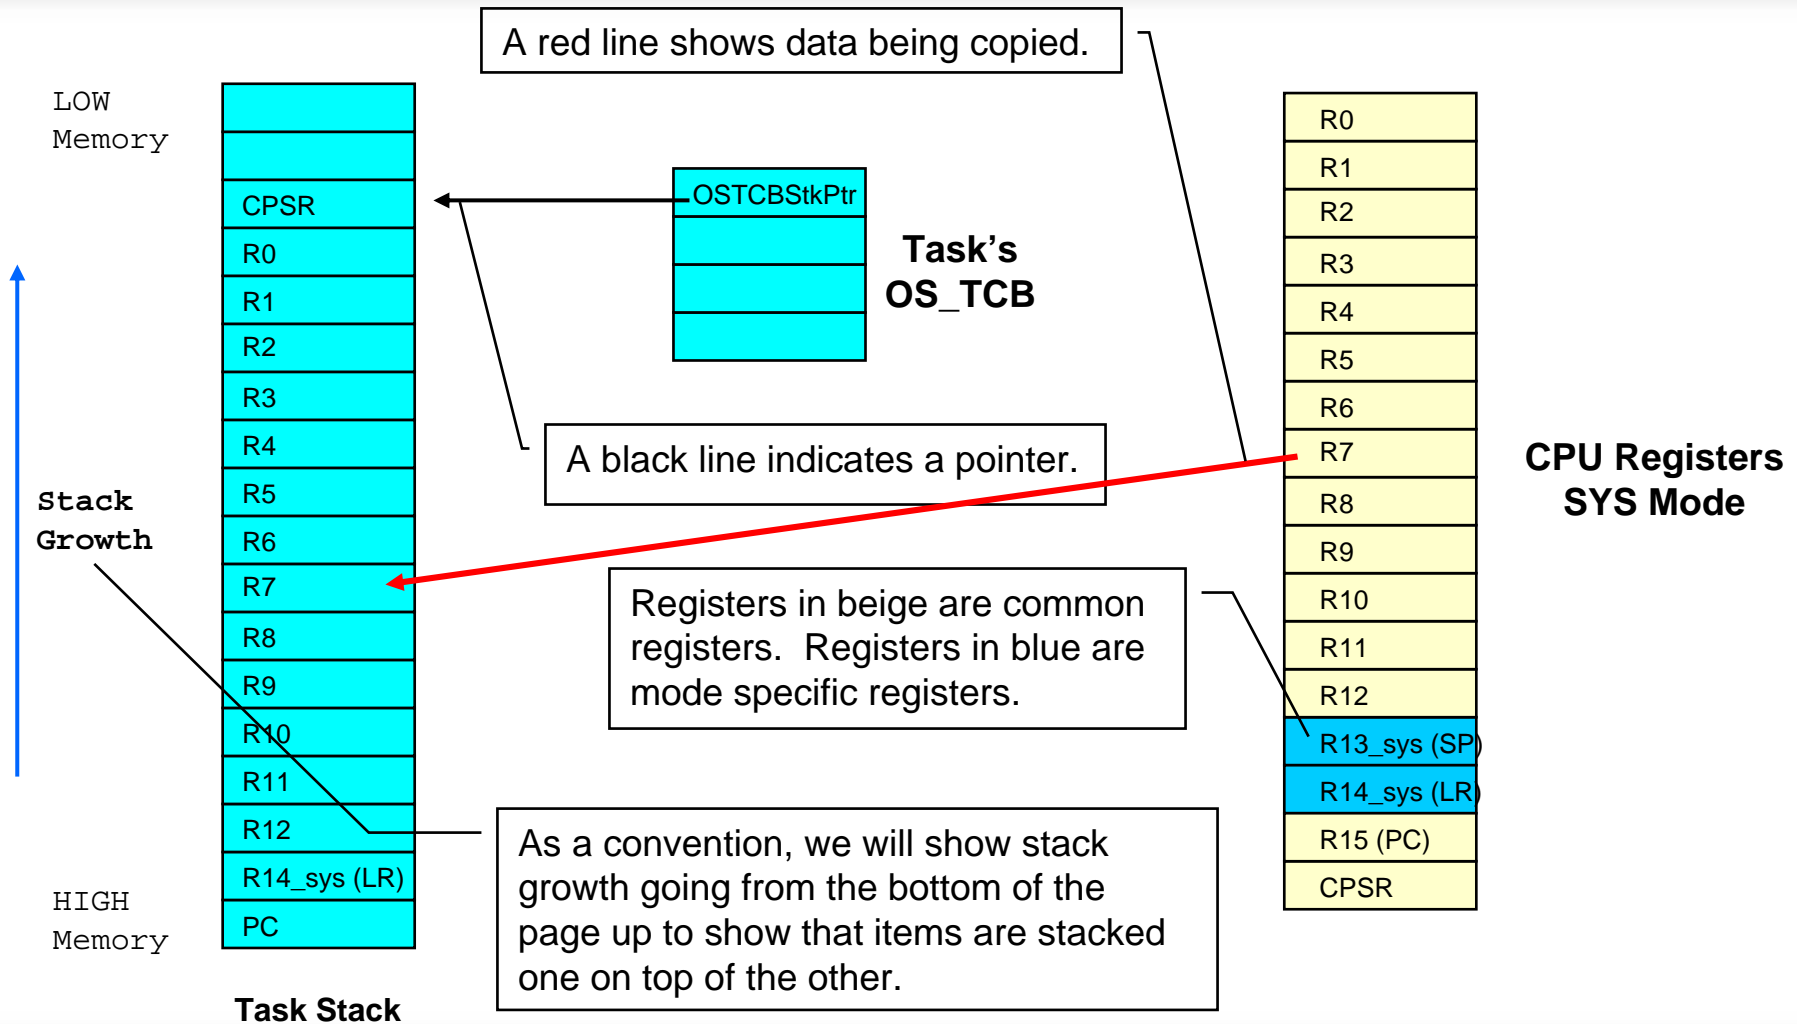 A red line shows data being copied.
LOW
Memory
CPSR
R0
R1
R2
R3
R4
R5
R6
R7
R8
R9
R10
R11
R12
R14_sys (LR)
PC
Task Stack
Stack
Growth
HIGH
Memory
OSTCBStkPtr
Task's
OS_TCB
A black line indicates a pointer.
Registers in beige are common
registers.  Registers in blue are
mode specific registers.
As a convention, we will show stack
growth going from the bottom of the
page up to show that items are stacked
one on top of the other.
R0
R1
R2
R3
R4
R5
R6
R7
R8
R9
R10
R11
R12
R13_sys (SP)
R14_sys (LR)
R15 (PC)
CPSR
CPU Registers
SYS Mode